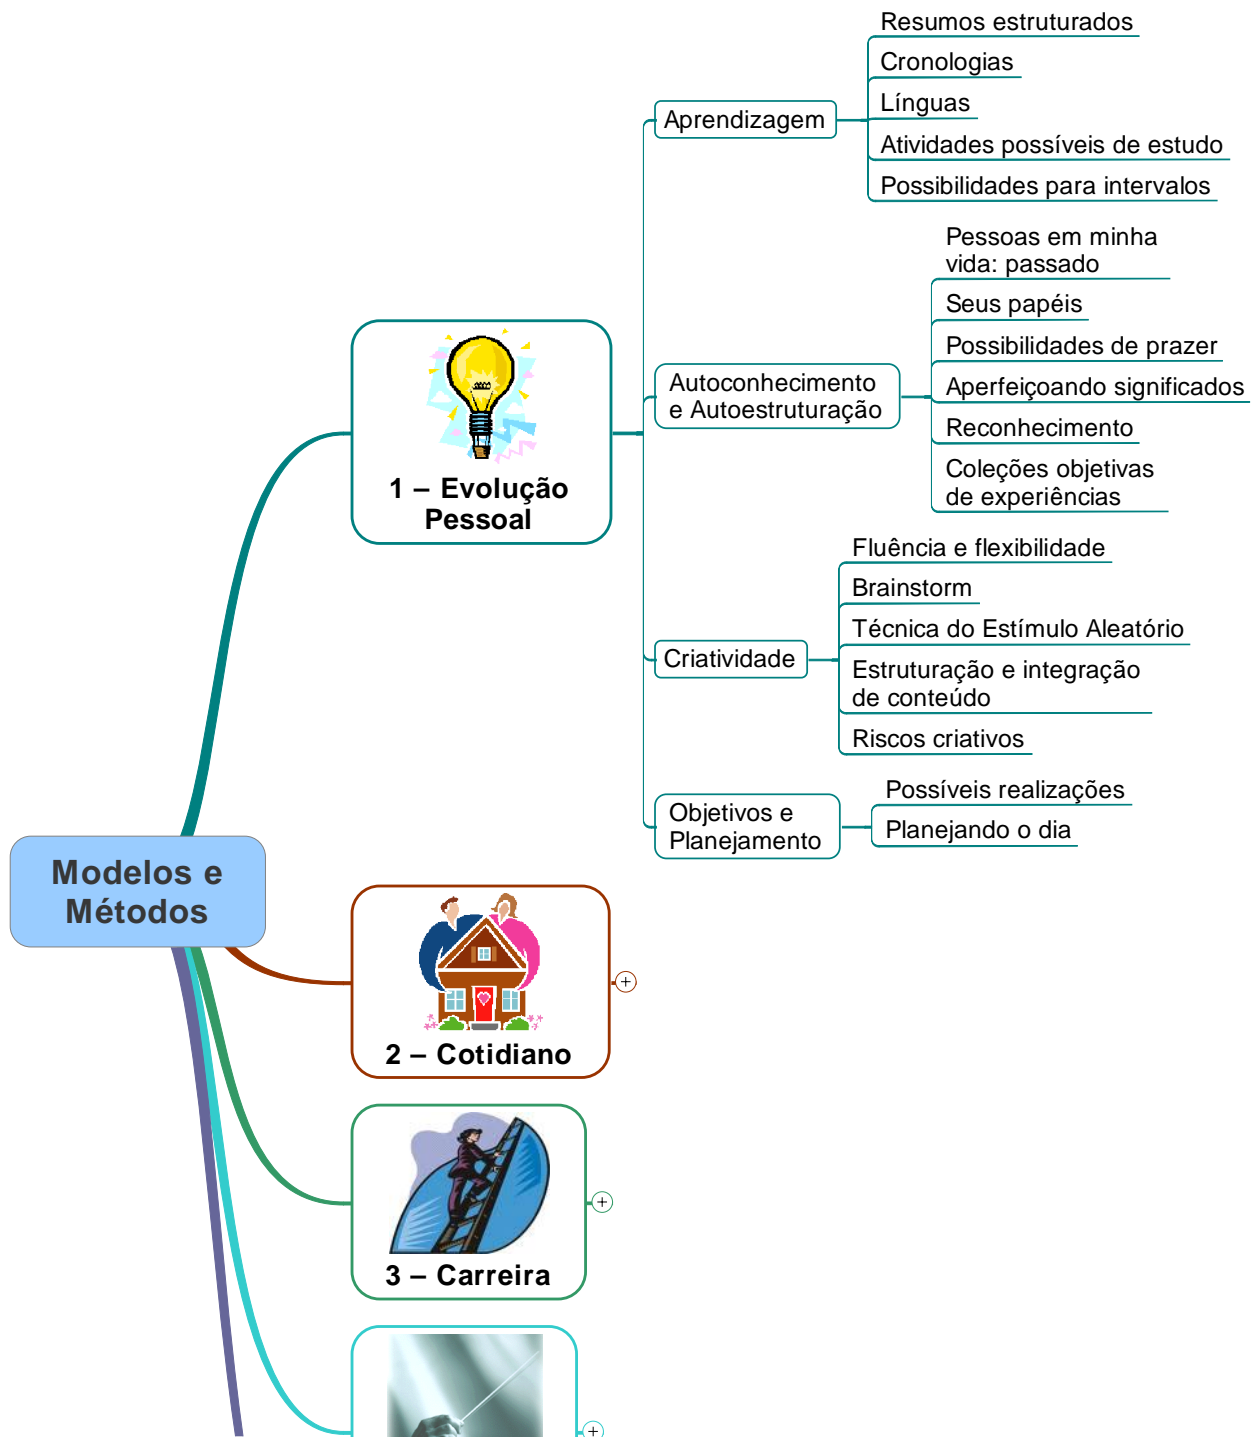 Resumos estruturados
Cronologias
Aprendizagem
Línguas
Atividades possíveis de estudo
Possibilidades para intervalos
Pessoas em minha
vida: passado
Seus papéis
Possibilidades de prazer
Autoconhecimento
e Autoestruturação
Aperfeiçoando significados
Reconhecimento
Coleções objetivas
de experiências
1 – Evolução
Pessoal
Fluência e flexibilidade
Brainstorm
Técnica do Estímulo Aleatório
Criatividade
Estruturação e integração
de conteúdo
Riscos criativos
Possíveis realizações
Objetivos e
Planejamento
Planejando o dia
Modelos e
Métodos
2 – Cotidiano
3 – Carreira